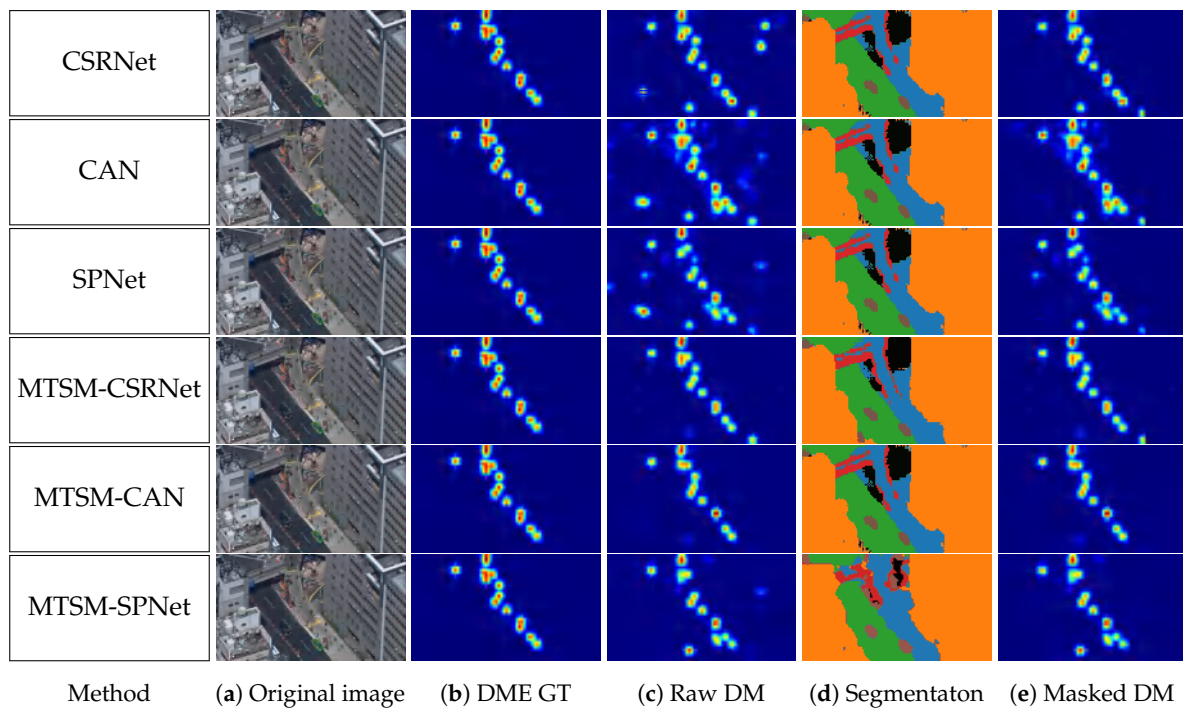 CSRNet
CAN
SPNet
MTSM-CSRNet
MTSM-CAN
MTSM-SPNet
Method (a) Original image (b) DME GT (c) Raw DM (d) Segmentaton (e) Masked DM